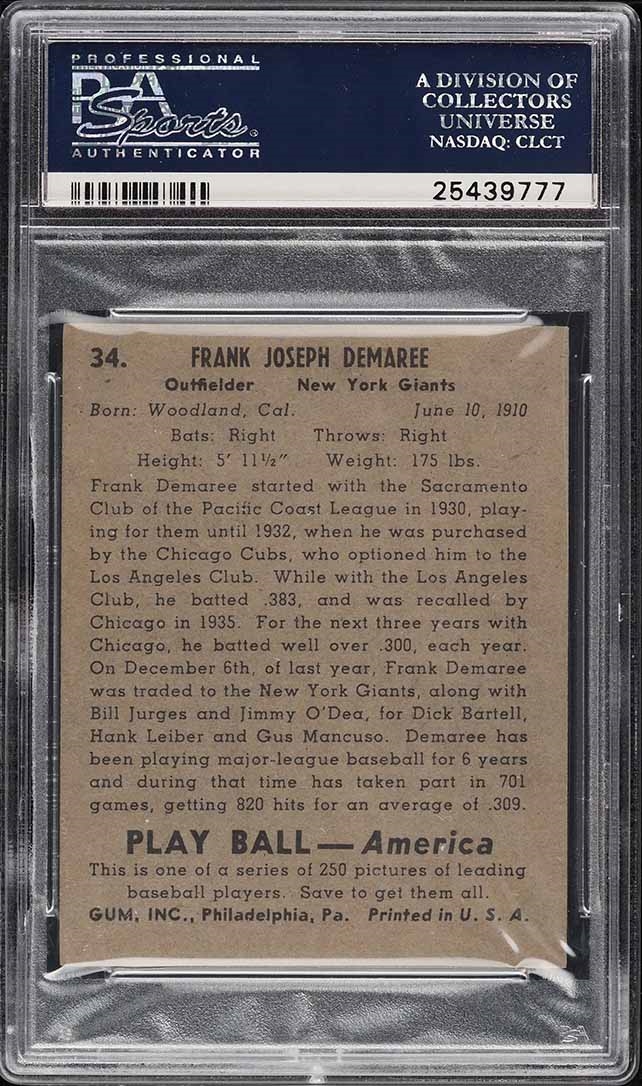 PROFESSIONAL
PSA
Sports
AUTHENTICATOR
A DIVISION OF
COLLECTORS
UNIVERSE
NASDAQ: CLCT
25439777
34. FRANK JOSEPH DEMAREE
Outfielder New York Giants
Born: Woodland, Cal. June 10, 1910
Bats: Right Throws: Right
Height: 5' 11½" Weight: 175 lbs.
Frank Demaree started with the Sacramento
Club of the Pacific Coast League in 1930, play-
ing for them until 1932, when he was purchased
by the Chicago Cubs, who optioned him to the
Los Angeles Club. While with the Los Angeles
Club, he batted .383, and was recalled by
Chicago in 1935. For the next three years with
Chicago, he batted well over .300, each year.
On December 6th, of last year, Frank Demaree
was traded to the New York Giants, along with
Bill Jurges and Jimmy O'Dea, for Dick Bartell,
Hank Leiber and Gus Mancuso. Demaree has
been playing major-league baseball for 6 years
and during that time has taken part in 701
games, getting 820 hits for an average of .309.
PLAY BALL — America
This is one of a series of 250 pictures of leading
baseball players. Save to get them all.
GUM, INC., Philadelphia, Pa. Printed in U. S. A.